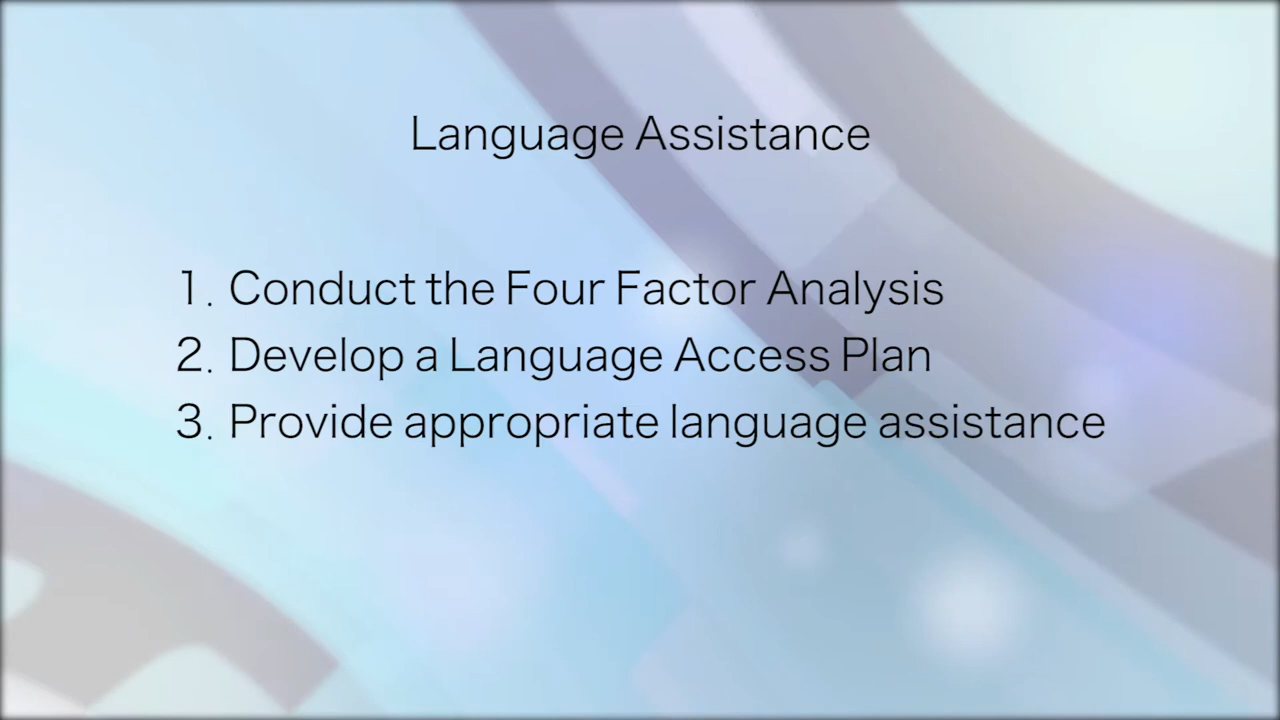 Language Assistance
1. Conduct the Four Factor Analysis
2. Develop a Language Access Plan
3. Provide appropriate language assistance